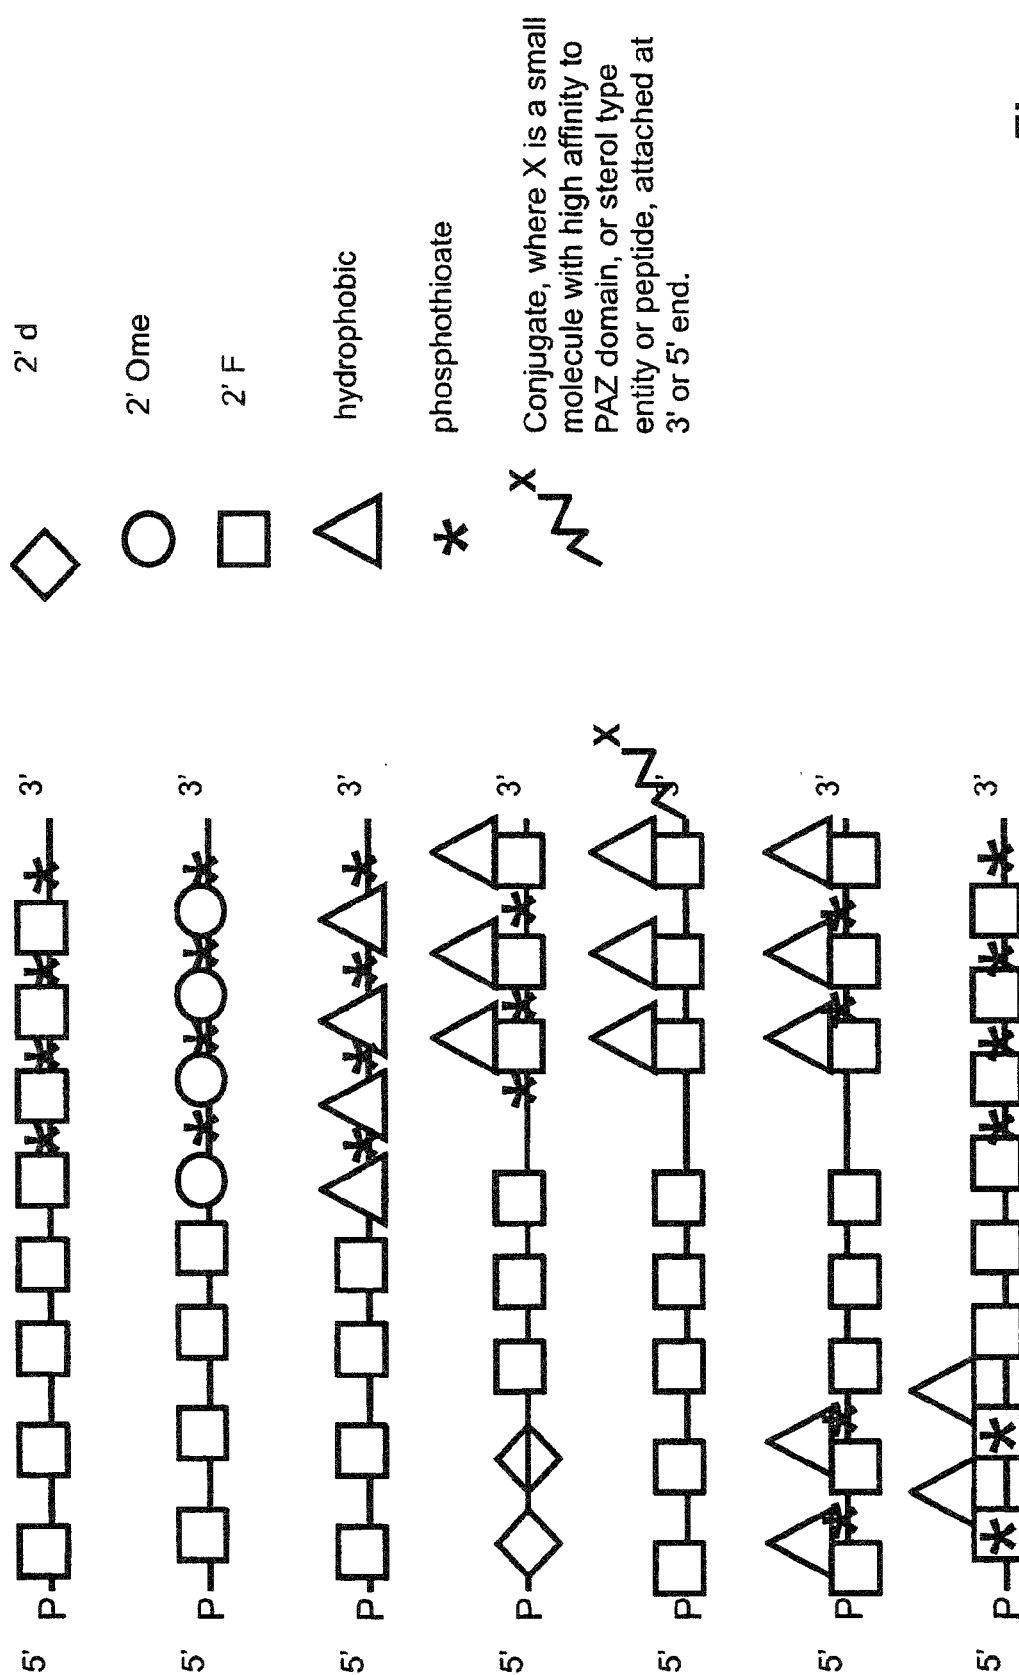 5' P 3'
5' P 3'
5' P 3'
5' P 3'
5' P 3' X
5' P 3'
5' P 3'
2' d
2' Ome
2' F
hydrophobic
phosphothioate
X
Conjugate, where X is a small
molecule with high affinity to
PAZ domain, or sterol type
entity or peptide, attached at
3' or 5' end.